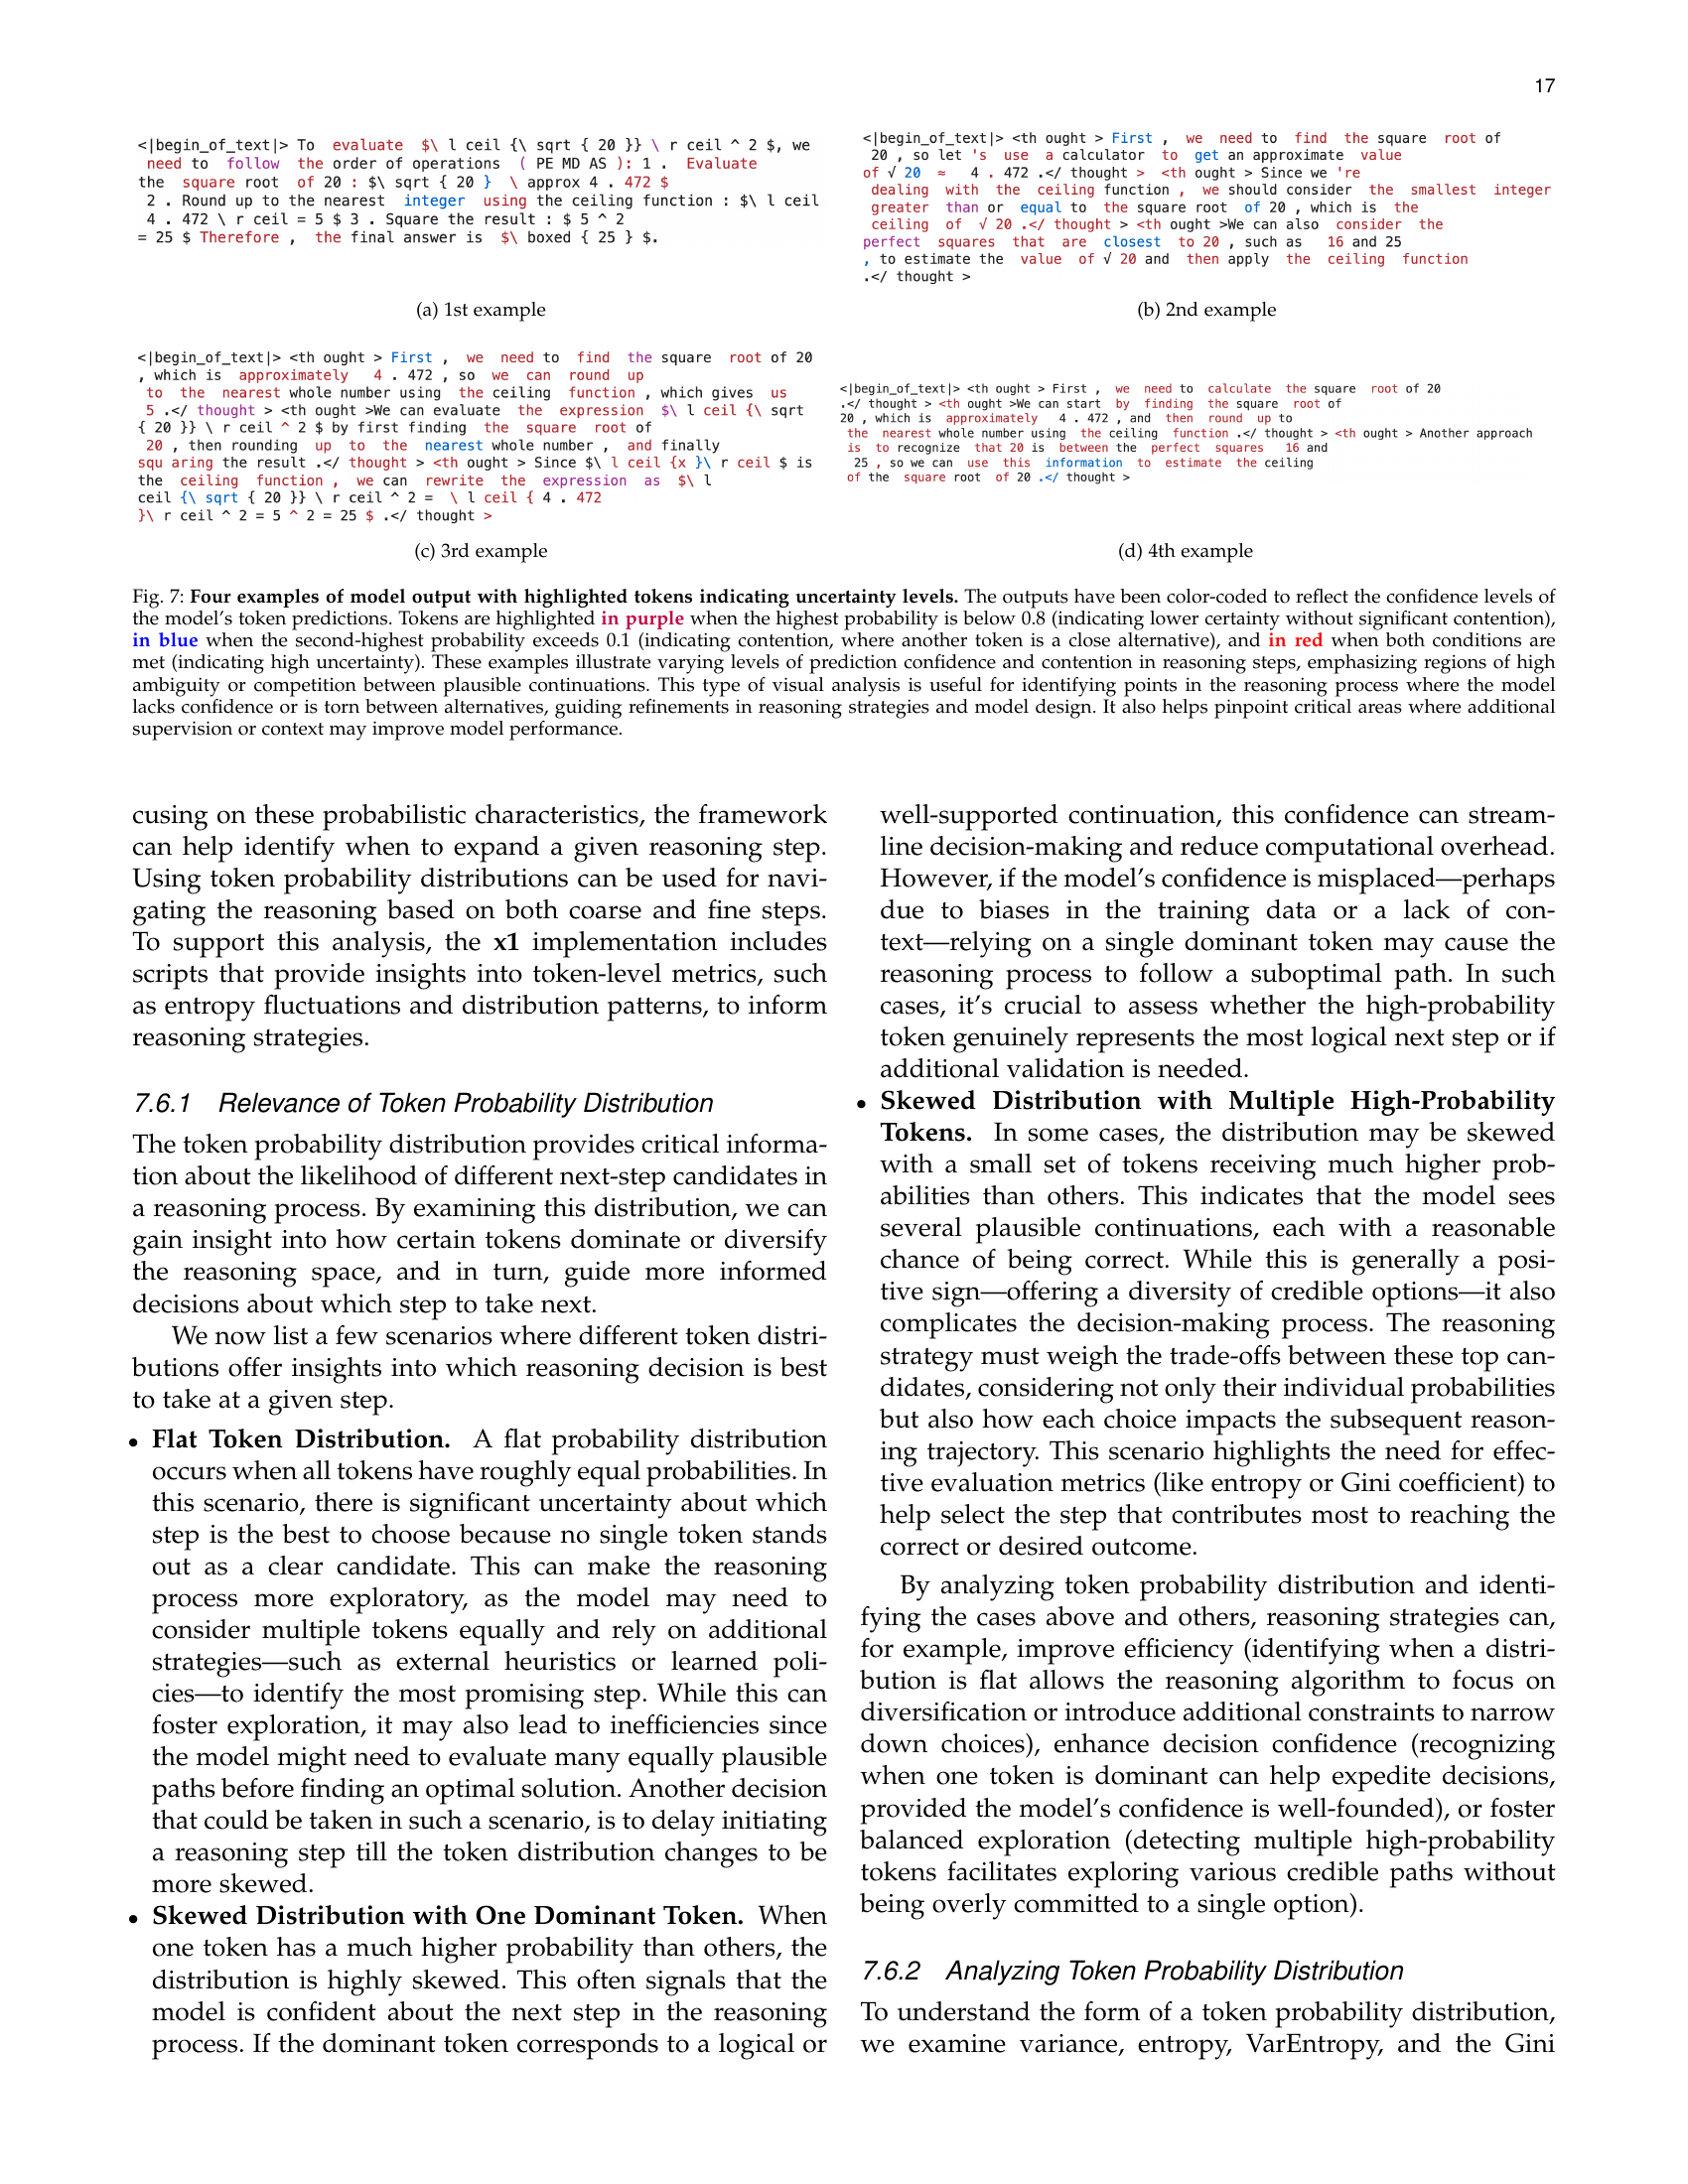 17
<|begin_of_text|> To evaluate $\ l ceil {\ sqrt { 20 }} \ r ceil ^ 2 $, we
need to follow the order of operations ( PE MD AS ): 1 . Evaluate
the square root of 20 : $\ sqrt { 20 } \ approx 4 . 472 $
2 . Round up to the nearest integer using the ceiling function : $\ l ceil
4 . 472 \ r ceil = 5 $ 3 . Square the result : $ 5 ^ 2
= 25 $ Therefore , the final answer is $\ boxed { 25 } $.
(a) 1st example
<|begin_of_text|> <th ought > First , we need to find the square root of
20 , so let 's use a calculator to get an approximate value
of √ 20 ≈ 4 . 472 .</ thought > <th ought > Since we 're
dealing with the ceiling function , we should consider the smallest integer
greater than or equal to the square root of 20 , which is the
ceiling of √ 20 .</ thought > <th ought >We can also consider the
perfect squares that are closest to 20 , such as 16 and 25
, to estimate the value of √ 20 and then apply the ceiling function
.</ thought >
(b) 2nd example
<|begin_of_text|> <th ought > First , we need to find the square root of 20
, which is approximately 4 . 472 , so we can round up
to the nearest whole number using the ceiling function , which gives us
5 .</ thought > <th ought >We can evaluate the expression $\ l ceil {\ sqrt
{ 20 }} \ r ceil ^ 2 $ by first finding the square root of
20 , then rounding up to the nearest whole number , and finally
squ aring the result .</ thought > <th ought > Since $\ l ceil {x }\ r ceil $ is
the ceiling function , we can rewrite the expression as $\ l
ceil {\ sqrt { 20 }} \ r ceil ^ 2 = \ l ceil { 4 . 472
}\ r ceil ^ 2 = 5 ^ 2 = 25 $ .</ thought >
(c) 3rd example
<|begin_of_text|> <th ought > First , we need to calculate the square root of 20
.</ thought > <th ought >We can start by finding the square root of
20 , which is approximately 4 . 472 , and then round up to
the nearest whole number using the ceiling function .</ thought > <th ought > Another approach
is to recognize that 20 is between the perfect squares 16 and
25 , so we can use this information to estimate the ceiling
of the square root of 20 .</ thought >
(d) 4th example
Fig. 7: Four examples of model output with highlighted tokens indicating uncertainty levels. The outputs have been color-coded to reflect the confidence levels of
the model's token predictions. Tokens are highlighted in purple when the highest probability is below 0.8 (indicating lower certainty without significant contention),
in blue when the second-highest probability exceeds 0.1 (indicating contention, where another token is a close alternative), and in red when both conditions are
met (indicating high uncertainty). These examples illustrate varying levels of prediction confidence and contention in reasoning steps, emphasizing regions of high
ambiguity or competition between plausible continuations. This type of visual analysis is useful for identifying points in the reasoning process where the model
lacks confidence or is torn between alternatives, guiding refinements in reasoning strategies and model design. It also helps pinpoint critical areas where additional
supervision or context may improve model performance.
cusing on these probabilistic characteristics, the framework
can help identify when to expand a given reasoning step.
Using token probability distributions can be used for navi-
gating the reasoning based on both coarse and fine steps.
To support this analysis, the x1 implementation includes
scripts that provide insights into token-level metrics, such
as entropy fluctuations and distribution patterns, to inform
reasoning strategies.
7.6.1 Relevance of Token Probability Distribution
The token probability distribution provides critical informa-
tion about the likelihood of different next-step candidates in
a reasoning process. By examining this distribution, we can
gain insight into how certain tokens dominate or diversify
the reasoning space, and in turn, guide more informed
decisions about which step to take next.
We now list a few scenarios where different token distri-
butions offer insights into which reasoning decision is best
to take at a given step.
• Flat Token Distribution. A flat probability distribution
occurs when all tokens have roughly equal probabilities. In
this scenario, there is significant uncertainty about which
step is the best to choose because no single token stands
out as a clear candidate. This can make the reasoning
process more exploratory, as the model may need to
consider multiple tokens equally and rely on additional
strategies—such as external heuristics or learned poli-
cies—to identify the most promising step. While this can
foster exploration, it may also lead to inefficiencies since
the model might need to evaluate many equally plausible
paths before finding an optimal solution. Another decision
that could be taken in such a scenario, is to delay initiating
a reasoning step till the token distribution changes to be
more skewed.
• Skewed Distribution with One Dominant Token. When
one token has a much higher probability than others, the
distribution is highly skewed. This often signals that the
model is confident about the next step in the reasoning
process. If the dominant token corresponds to a logical or
well-supported continuation, this confidence can stream-
line decision-making and reduce computational overhead.
However, if the model's confidence is misplaced—perhaps
due to biases in the training data or a lack of con-
text—relying on a single dominant token may cause the
reasoning process to follow a suboptimal path. In such
cases, it's crucial to assess whether the high-probability
token genuinely represents the most logical next step or if
additional validation is needed.
• Skewed Distribution with Multiple High-Probability
Tokens. In some cases, the distribution may be skewed
with a small set of tokens receiving much higher prob-
abilities than others. This indicates that the model sees
several plausible continuations, each with a reasonable
chance of being correct. While this is generally a posi-
tive sign—offering a diversity of credible options—it also
complicates the decision-making process. The reasoning
strategy must weigh the trade-offs between these top can-
didates, considering not only their individual probabilities
but also how each choice impacts the subsequent reason-
ing trajectory. This scenario highlights the need for effec-
tive evaluation metrics (like entropy or Gini coefficient) to
help select the step that contributes most to reaching the
correct or desired outcome.
By analyzing token probability distribution and identi-
fying the cases above and others, reasoning strategies can,
for example, improve efficiency (identifying when a distri-
bution is flat allows the reasoning algorithm to focus on
diversification or introduce additional constraints to narrow
down choices), enhance decision confidence (recognizing
when one token is dominant can help expedite decisions,
provided the model's confidence is well-founded), or foster
balanced exploration (detecting multiple high-probability
tokens facilitates exploring various credible paths without
being overly committed to a single option).
7.6.2 Analyzing Token Probability Distribution
To understand the form of a token probability distribution,
we examine variance, entropy, VarEntropy, and the Gini